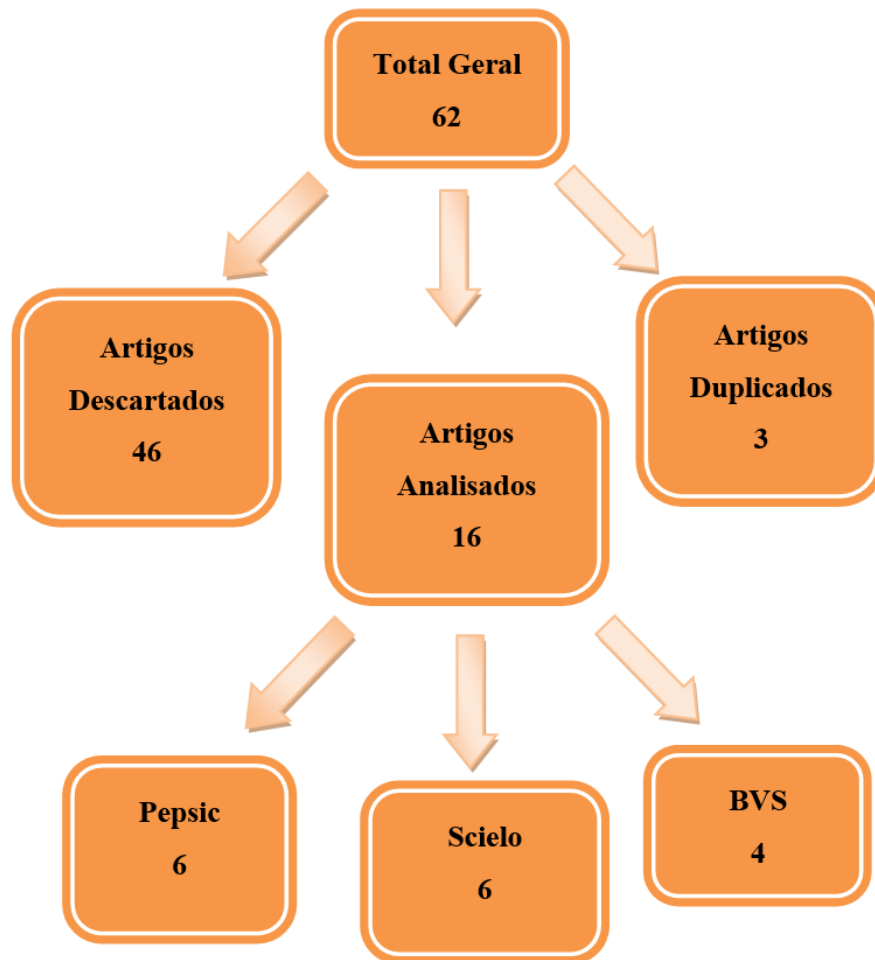 Total Geral
62
Artigos
Descartados
46
Artigos
Analisados
16
Artigos
Duplicados
3
Pepsic
6
Scielo
6
BVS
4